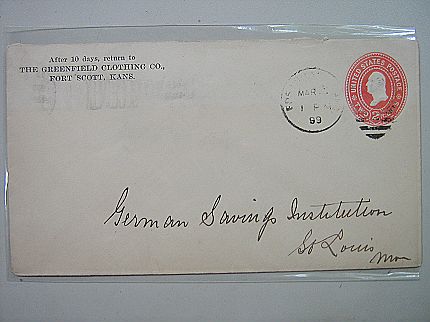 After 10 days, return to
THE GREENFIELD CLOTHING CO.,
FORT SCOTT, KANS.
UNITED STATES POSTAGE
MAR
1 PM
99
German Savings Institution
St Louis
Mo